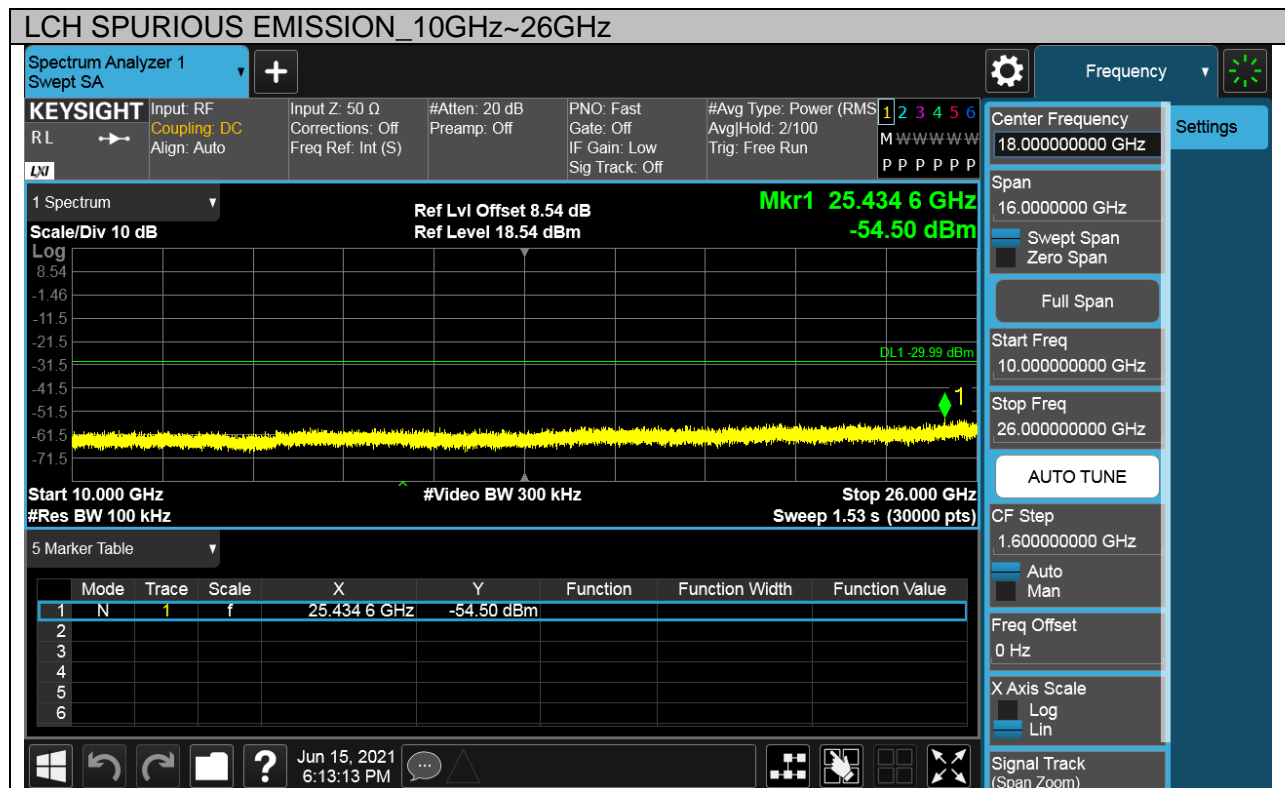 LCH SPURIOUS EMISSION_10GHz~26GHz
Spectrum Analyzer 1
Swept SA
Frequency
KEYSIGHT
RL
LXI
Input: RF
Coupling: DC
Align: Auto
Input Z: 50 Ω
Corrections: Off
Freq Ref: Int (S)
#Atten: 20 dB
Preamp: Off
PNO: Fast
Gate: Off
IF Gain: Low
Sig Track: Off
#Avg Type: Power (RMS
Avg|Hold: 2/100
Trig: Free Run
1 2 3 4 5 6
M W W W W W
P P P P P P
1 Spectrum
Scale/Div 10 dB
Ref Lvl Offset 8.54 dB
Ref Level 18.54 dBm
Mkr1 25.434 6 GHz
-54.50 dBm
Log
8.54
-1.46
-11.5
-21.5
-31.5
-41.5
-51.5
-61.5
-71.5
DL1 -29.99 dBm
1
Start 10.000 GHz
#Res BW 100 kHz
#Video BW 300 kHz
Stop 26.000 GHz
Sweep 1.53 s (30000 pts)
5 Marker Table
Mode Trace Scale X Y Function Function Width Function Value
1 N 1 f 25.434 6 GHz -54.50 dBm
2
3
4
5
6
Jun 15, 2021
6:13:13 PM
Center Frequency
18.000000000 GHz
Settings
Span
16.0000000 GHz
Swept Span
Zero Span
Full Span
Start Freq
10.000000000 GHz
Stop Freq
26.000000000 GHz
AUTO TUNE
CF Step
1.600000000 GHz
Auto
Man
Freq Offset
0 Hz
X Axis Scale
Log
Lin
Signal Track
(Span Zoom)